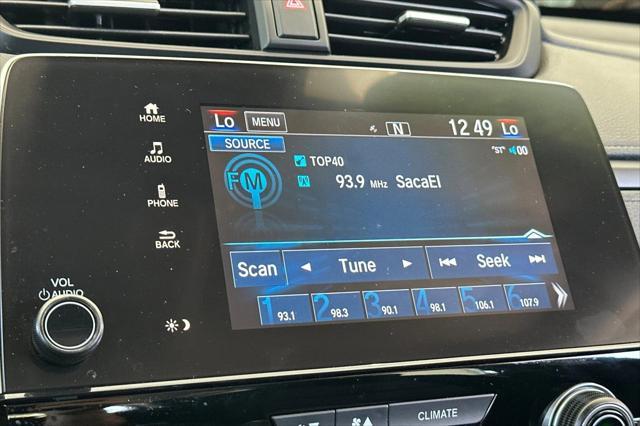 HOME
AUDIO
PHONE
BACK
VOL
AUDIO
Lo MENU N 12 49 Lo
SOURCE "ST" 00
FM TOP40
93.9 MHz SacaEl
Scan Tune Seek
1 93.1 2 98.3 3 90.1 4 98.1 5 106.1 6 107.9
CLIMATE